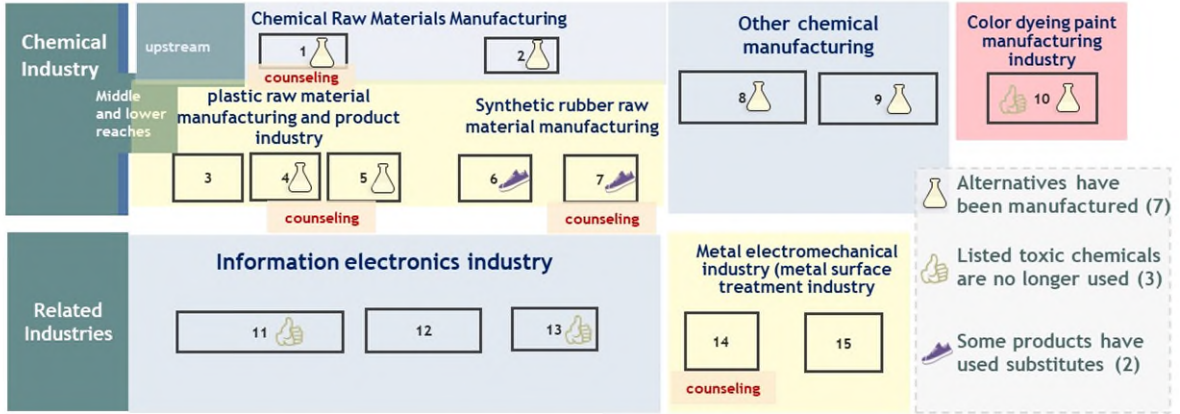 Chemical
Industry
upstream
Chemical Raw Materials Manufacturing
1
2
counseling
Middle
and lower
reaches
plastic raw material
manufacturing and product
industry
Synthetic rubber raw
material manufacturing
3
4
5
6
7
counseling
counseling
Other chemical
manufacturing
8
9
Color dyeing paint
manufacturing
industry
10
Alternatives have
been manufactured (7)
Listed toxic chemicals
are no longer used (3)
Some products have
used substitutes (2)
Related
Industries
Information electronics industry
11
12
13
Metal electromechanical
industry (metal surface
treatment industry
14
15
counseling